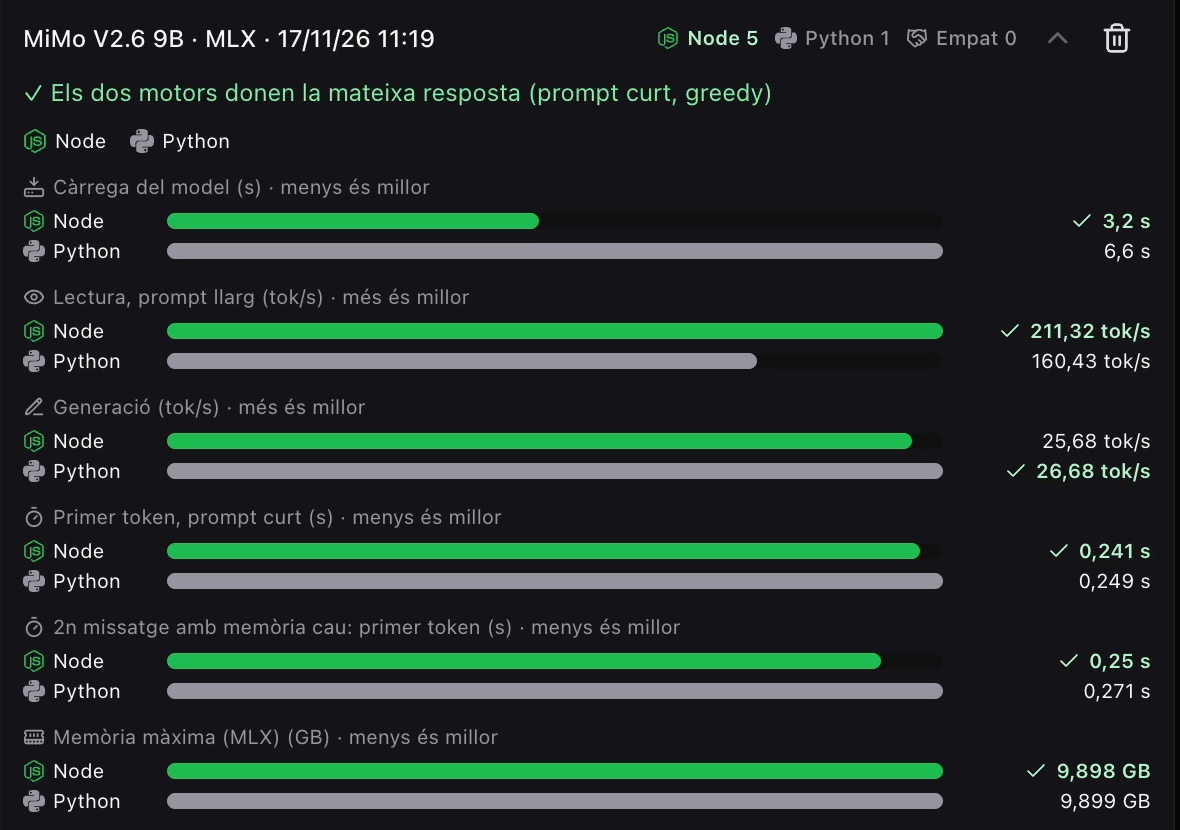 MiMo V2.6 9B · MLX · 17/11/26 11:19 Node 5 Python 1 Empat 0
✓ Els dos motors donen la mateixa resposta (prompt curt, greedy)
Node Python
Càrrega del model (s) · menys és millor
Node ✓ 3,2 s
Python 6,6 s
Lectura, prompt llarg (tok/s) · més és millor
Node ✓ 211,32 tok/s
Python 160,43 tok/s
Generació (tok/s) · més és millor
Node 25,68 tok/s
Python ✓ 26,68 tok/s
Primer token, prompt curt (s) · menys és millor
Node ✓ 0,241 s
Python 0,249 s
2n missatge amb memòria cau: primer token (s) · menys és millor
Node ✓ 0,25 s
Python 0,271 s
Memòria màxima (MLX) (GB) · menys és millor
Node ✓ 9,898 GB
Python 9,899 GB